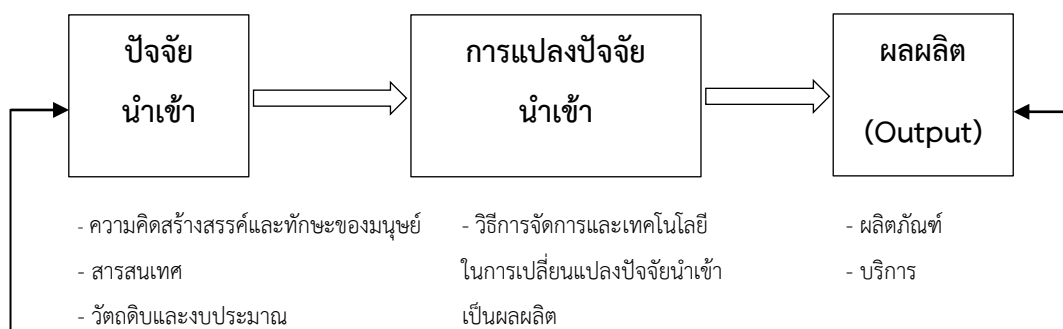 ปัจจัย
นำเข้า
การแปลงปัจจัย
นำเข้า
ผลผลิต
(Output)
- ความคิดสร้างสรรค์และทักษะของมนุษย์
- สารสนเทศ
- วัตถดิบและงบประมาณ
- วิธีการจัดการและเทคโนโลยี
ในการเปลี่ยนแปลงปัจจัยนำเข้า
เป็นผลผลิต
- ผลิตภัณฑ์
- บริการ